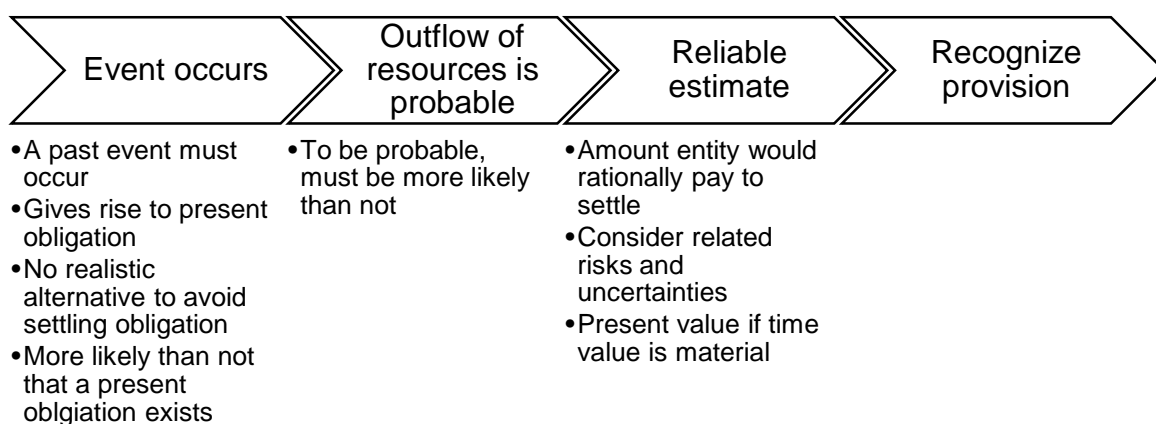 Event occurs
Outflow of
resources is
probable
Reliable
estimate
Recognize
provision
•A past event must
occur
•Gives rise to present
obligation
•No realistic
alternative to avoid
settling obligation
•More likely than not
that a present
oblgiation exists
•To be probable,
must be more likely
than not
•Amount entity would
rationally pay to
settle
•Consider related
risks and
uncertainties
•Present value if time
value is material